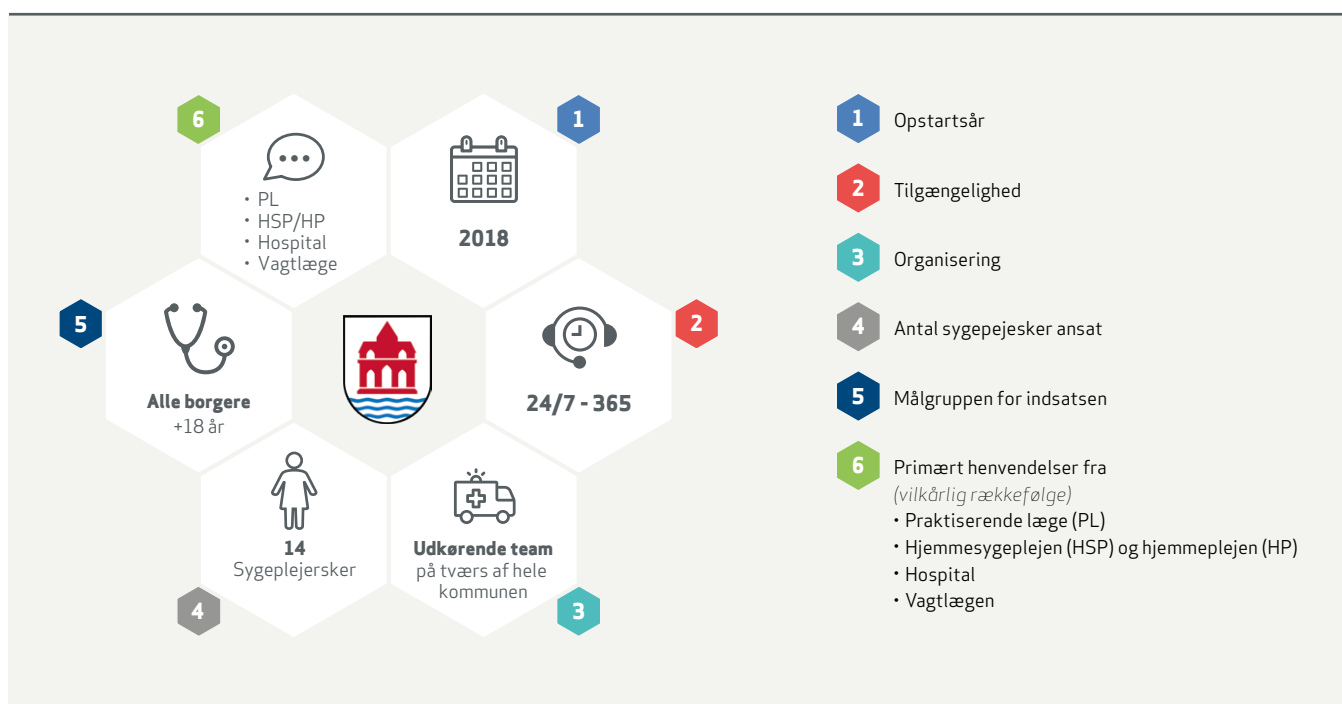 6
• PL
• HSP/HP
• Hospital
• Vagtlæge
1
2018
5
Alle borgere
+18 år
2
24/7 - 365
14
Sygeplejersker
4
Udkørende team
på tværs af hele
kommunen
3
1 Opstartsår
2 Tilgængelighed
3 Organisering
4 Antal sygepejesker ansat
5 Målgruppen for indsatsen
6 Primært henvendelser fra
(vilkårlig rækkefølge)
• Praktiserende læge (PL)
• Hjemmesygeplejen (HSP) og hjemmeplejen (HP)
• Hospital
• Vagtlægen